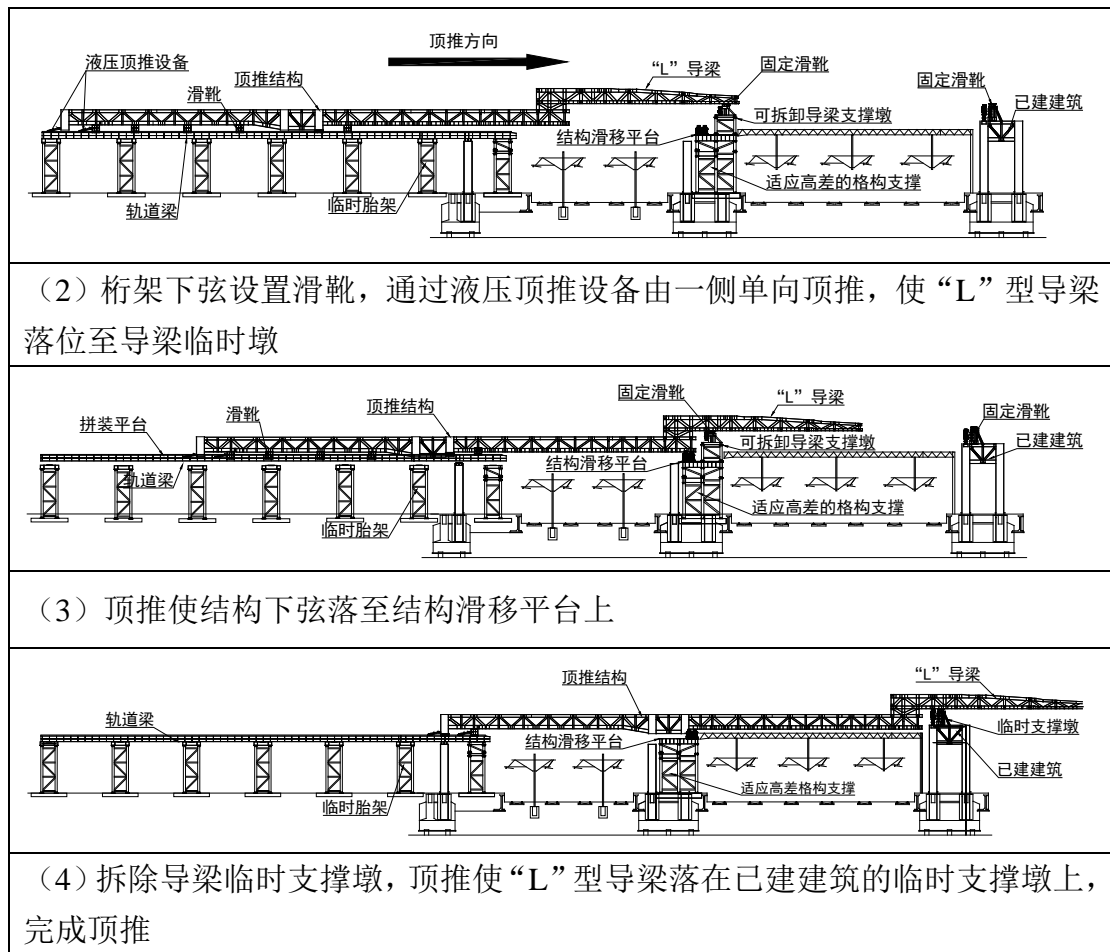 顶推方向
液压顶推设备
“L”导梁
固定滑靴
顶推结构
滑靴
固定滑靴
已建建筑
可拆卸导梁支撑墩
结构滑移平台
适应高差的格构支撑
临时胎架
轨道梁
（2）桁架下弦设置滑靴，通过液压顶推设备由一侧单向顶推，使“L”型导梁
落位至导梁临时墩
固定滑靴
“L”导梁
顶推结构
滑靴
拼装平台
固定滑靴
可拆卸导梁支撑墩
已建建筑
结构滑移平台
轨道梁
适应高差的格构支撑
临时胎架
（3）顶推使结构下弦落至结构滑移平台上
“L”导梁
顶推结构
轨道梁
临时支撑墩
结构滑移平台
已建建筑
适应高差格构支撑
临时胎架
（4）拆除导梁临时支撑墩，顶推使“L”型导梁落在已建建筑的临时支撑墩上，
完成顶推